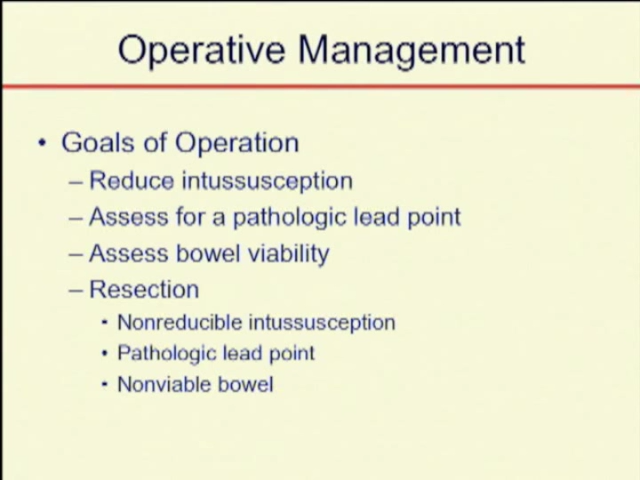 Operative Management
• Goals of Operation
– Reduce intussusception
– Assess for a pathologic lead point
– Assess bowel viability
– Resection
• Nonreducible intussusception
• Pathologic lead point
• Nonviable bowel